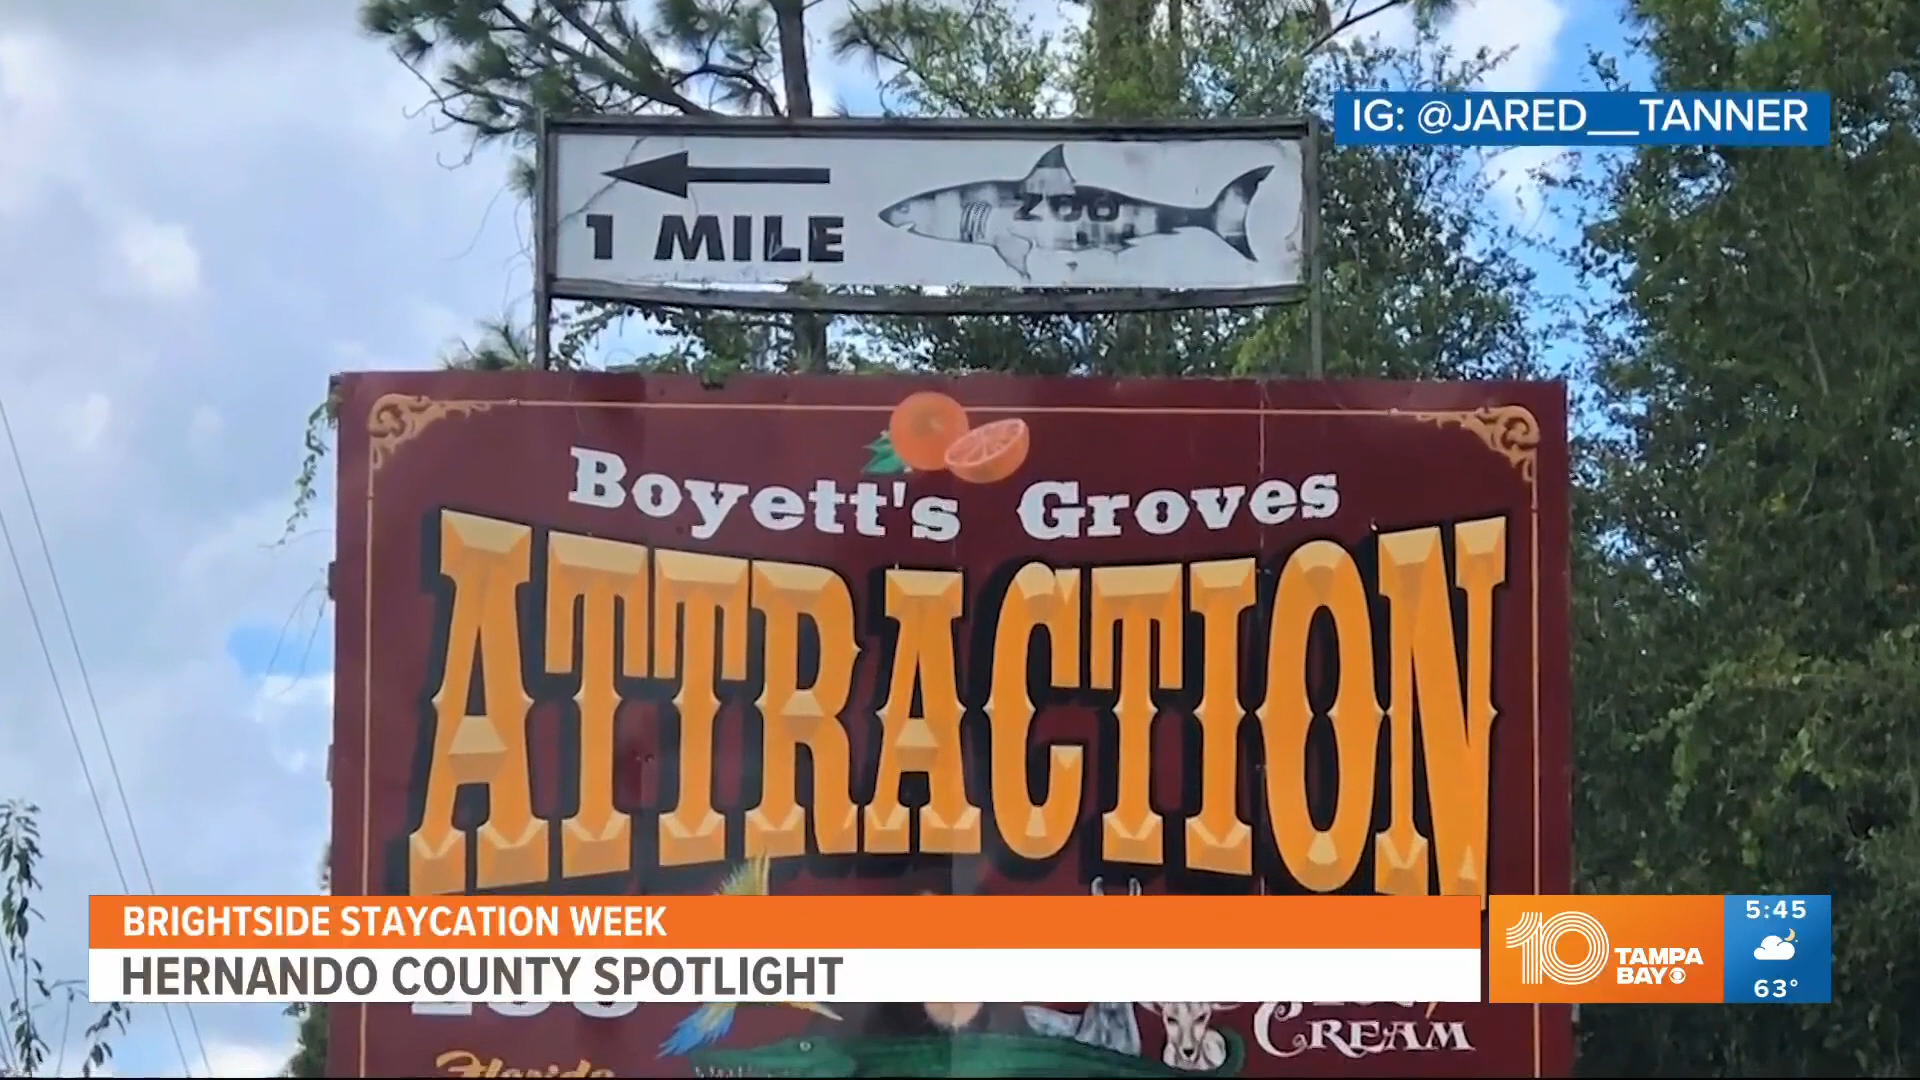 IG: @JARED__TANNER
1 MILE
ZOO
Boyett's Groves
ATTRACTION
BRIGHTSIDE STAYCATION WEEK
HERNANDO COUNTY SPOTLIGHT
10 TAMPA BAY
5:45
63°
CREAM
Florida